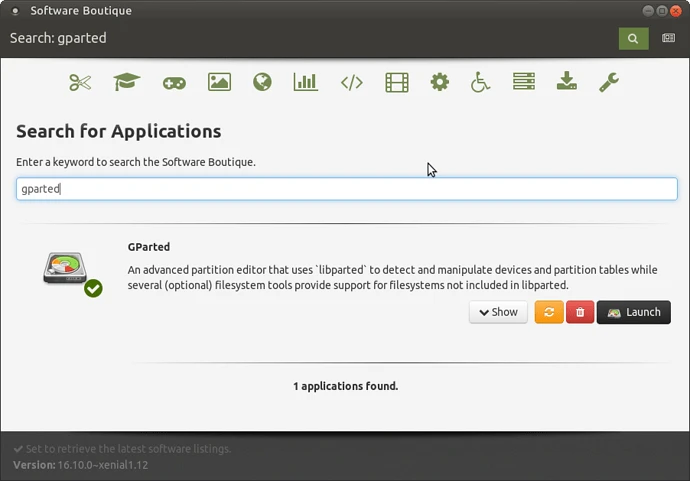 Software Boutique
Search: gparted
Search for Applications
Enter a keyword to search the Software Boutique.
gparted
GParted
An advanced partition editor that uses `libparted` to detect and manipulate devices and partition tables while
several (optional) filesystem tools provide support for filesystems not included in libparted.
Show
Launch
1 applications found.
Set to retrieve the latest software listings.
Version: 16.10.0~xenial1.12